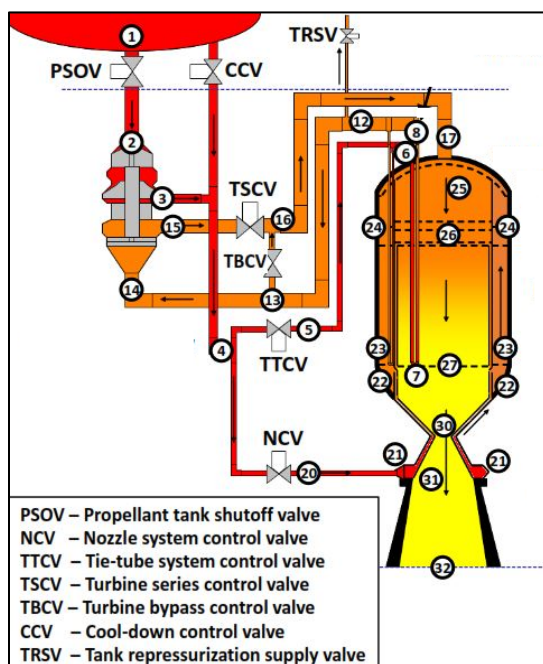 1
TRSV
PSOV
CCV
12
8
17
2
6
25
3
TSCV
15
16
24
24
26
TBCV
14
13
5
4
TTCV
23
27
23
7
22
22
30
NCV
21
21
20
31
32
PSOV – Propellant tank shutoff valve
NCV – Nozzle system control valve
TTCV – Tie-tube system control valve
TSCV – Turbine series control valve
TBCV – Turbine bypass control valve
CCV – Cool-down control valve
TRSV – Tank repressurization supply valve